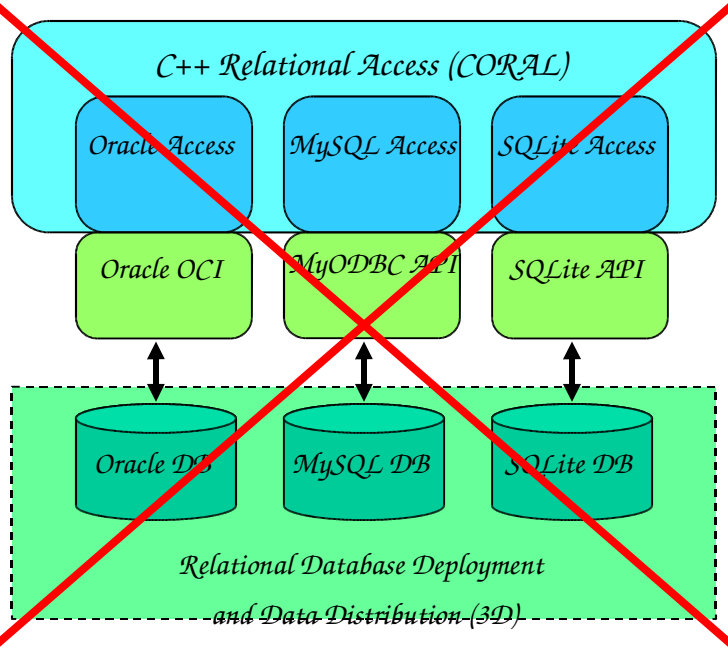 C++ Relational Access (CORAL)
Oracle Access
MySQL Access
SQLite Access
Oracle OCI
MyODBC API
SQLite API
Oracle DB
MySQL DB
SQLite DB
Relational Database Deployment
and Data Distribution (3D)